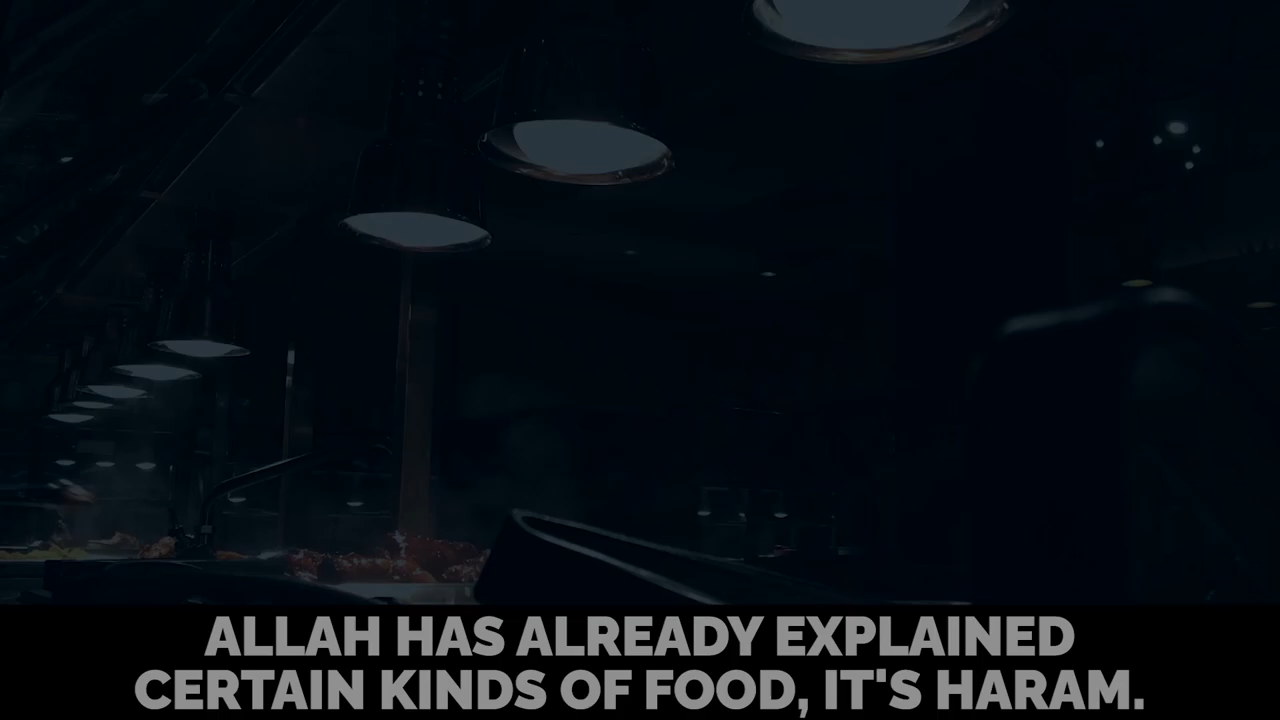 ALLAH HAS ALREADY EXPLAINED
CERTAIN KINDS OF FOOD, IT'S HARAM.